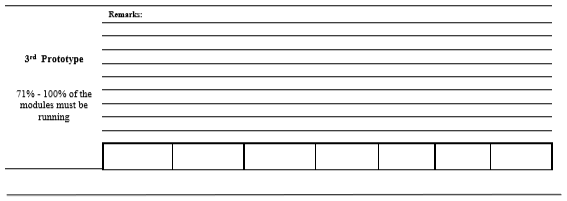 Remarks:
3rd Prototype
71% - 100% of the
modules must be
running